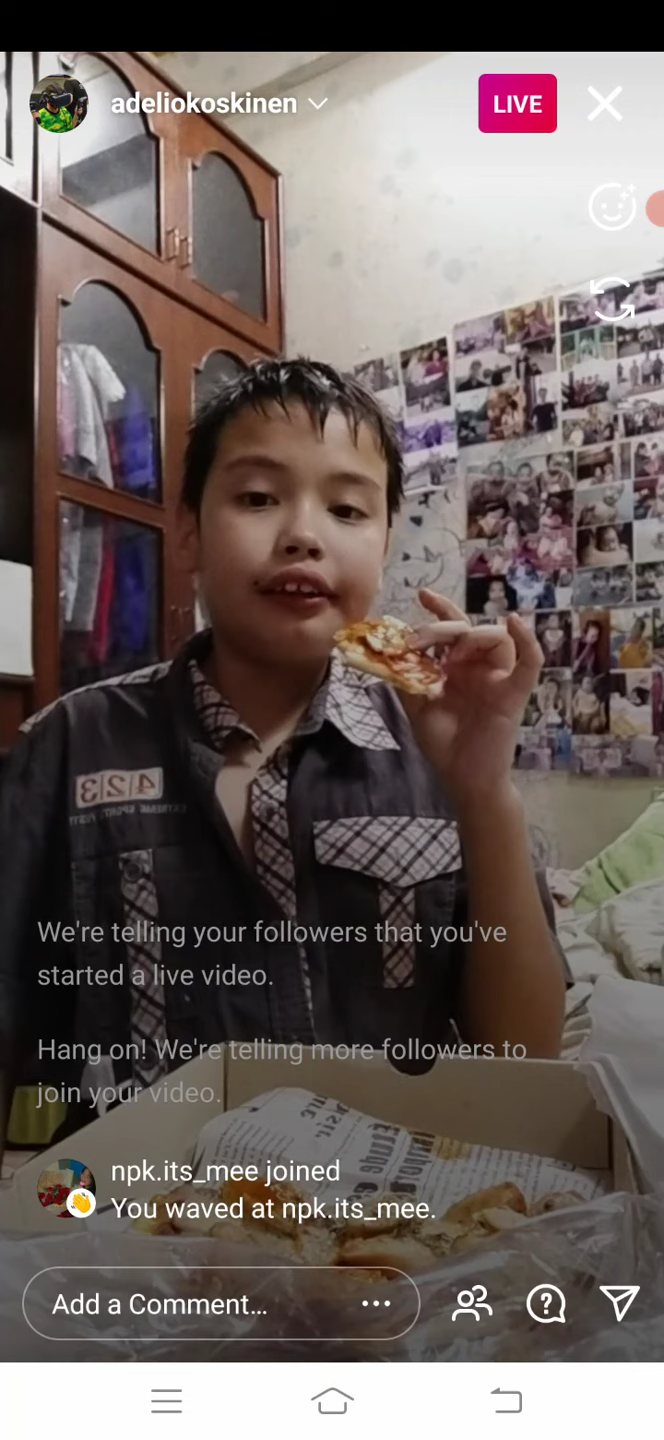 adeliokoskinen
LIVE
423
We're telling your followers that you've
started a live video.
Hang on! We're telling more followers to
join your video.
npk.its_mee joined
You waved at npk.its_mee.
Add a Comment...